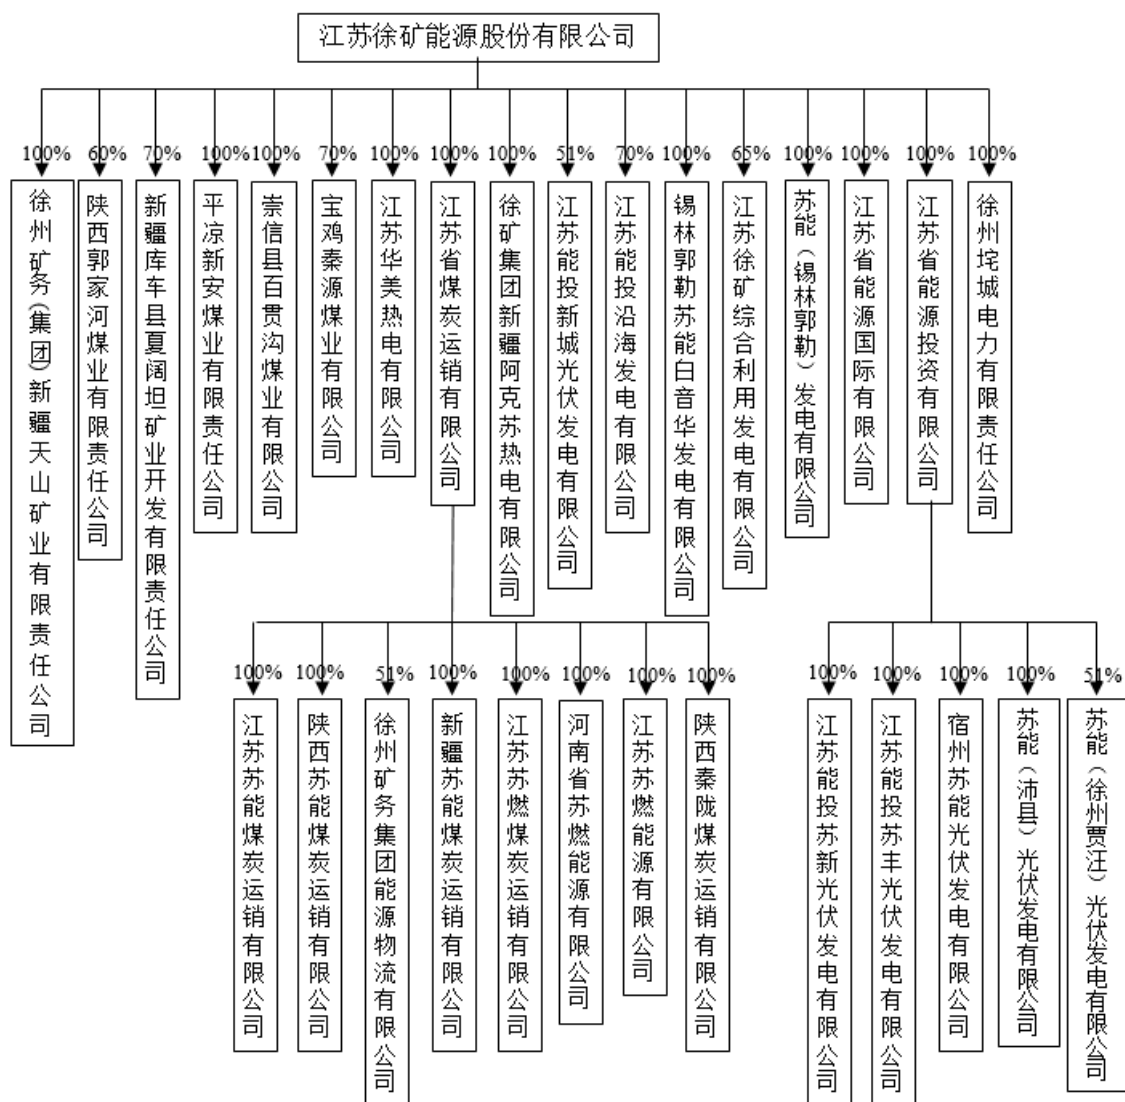 江苏徐矿能源股份有限公司
100%
60%
70%
100%
100%
70%
100%
100%
100%
51%
70%
100%
65%
100%
100%
100%
100%
徐州矿务(集团)新疆天山矿业有限责任公司
陕西郭家河煤业有限责任公司
新疆库车县夏阔坦矿业开发有限责任公司
平凉新安煤业有限责任公司
崇信县百贯沟煤业有限公司
宝鸡秦源煤业有限公司
江苏华美热电有限公司
江苏省煤炭运销有限公司
徐矿集团新疆阿克苏热电有限公司
江苏能投新城光伏发电有限公司
江苏能投沿海发电有限公司
锡林郭勒苏能白音华发电有限公司
江苏徐矿综合利用发电有限公司
苏能（锡林郭勒）发电有限公司
江苏省能源国际有限公司
江苏省能源投资有限公司
徐州垞城电力有限责任公司
100%
100%
51%
100%
100%
100%
100%
100%
100%
100%
100%
100%
51%
江苏苏能煤炭运销有限公司
陕西苏能煤炭运销有限公司
徐州矿务集团能源物流有限公司
新疆苏能煤炭运销有限公司
江苏苏燃煤炭运销有限公司
河南省苏燃能源有限公司
江苏苏燃能源有限公司
陕西秦陇煤炭运销有限公司
江苏能投苏新光伏发电有限公司
江苏能投苏丰光伏发电有限公司
宿州苏能光伏发电有限公司
苏能（沛县）光伏发电有限公司
苏能（徐州贾汪）光伏发电有限公司